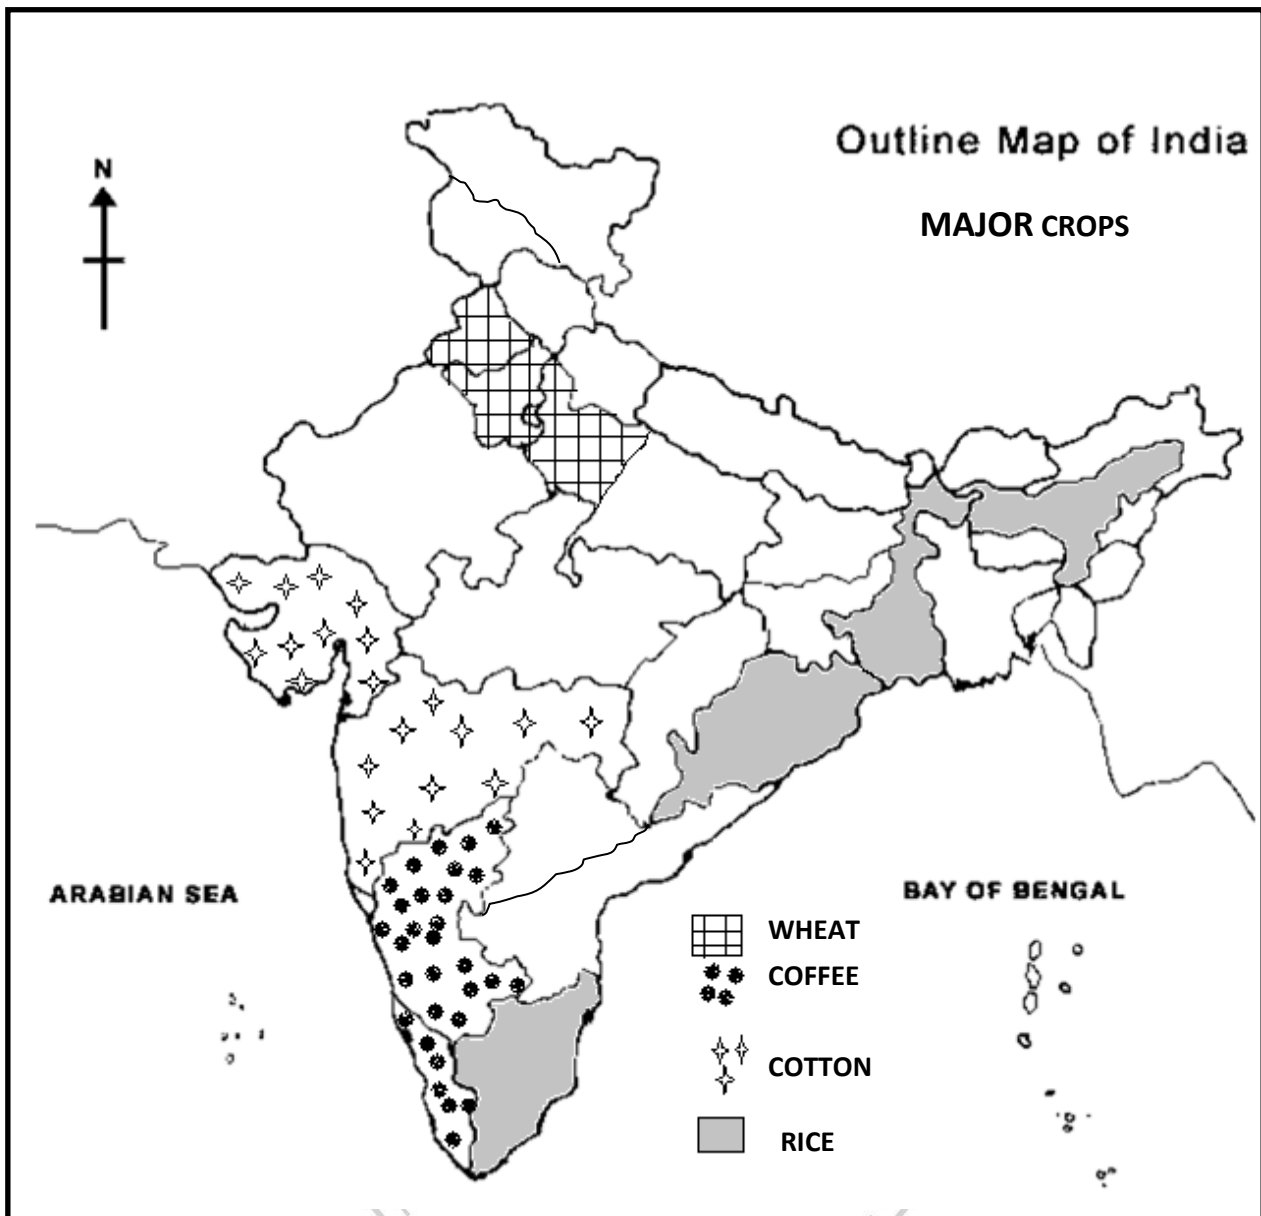 Outline Map of India
N
MAJOR CROPS
ARABIAN SEA
BAY OF BENGAL
WHEAT
COFFEE
COTTON
RICE